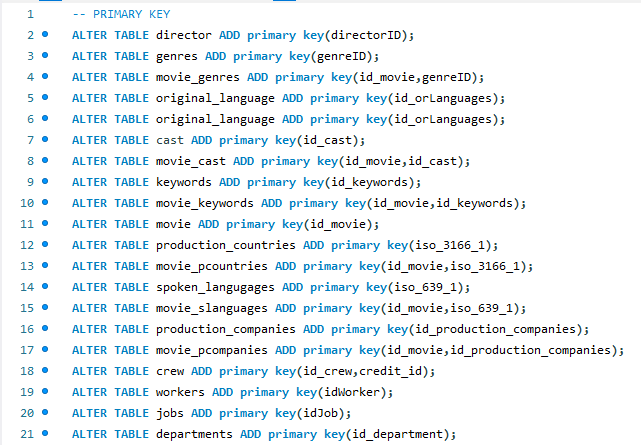 1 -- PRIMARY KEY
2 ALTER TABLE director ADD primary key(directorID);
3 ALTER TABLE genres ADD primary key(genreID);
4 ALTER TABLE movie_genres ADD primary key(id_movie,genreID);
5 ALTER TABLE original_language ADD primary key(id_orLanguages);
6 ALTER TABLE original_language ADD primary key(id_orLanguages);
7 ALTER TABLE cast ADD primary key(id_cast);
8 ALTER TABLE movie_cast ADD primary key(id_movie,id_cast);
9 ALTER TABLE keywords ADD primary key(id_keywords);
10 ALTER TABLE movie_keywords ADD primary key(id_movie,id_keywords);
11 ALTER TABLE movie ADD primary key(id_movie);
12 ALTER TABLE production_countries ADD primary key(iso_3166_1);
13 ALTER TABLE movie_pcountries ADD primary key(id_movie,iso_3166_1);
14 ALTER TABLE spoken_langugages ADD primary key(iso_639_1);
15 ALTER TABLE movie_slanguages ADD primary key(id_movie,iso_639_1);
16 ALTER TABLE production_companies ADD primary key(id_production_companies);
17 ALTER TABLE movie_pcompanies ADD primary key(id_movie,id_production_companies);
18 ALTER TABLE crew ADD primary key(id_crew,credit_id);
19 ALTER TABLE workers ADD primary key(idWorker);
20 ALTER TABLE jobs ADD primary key(idJob);
21 ALTER TABLE departments ADD primary key(id_department);